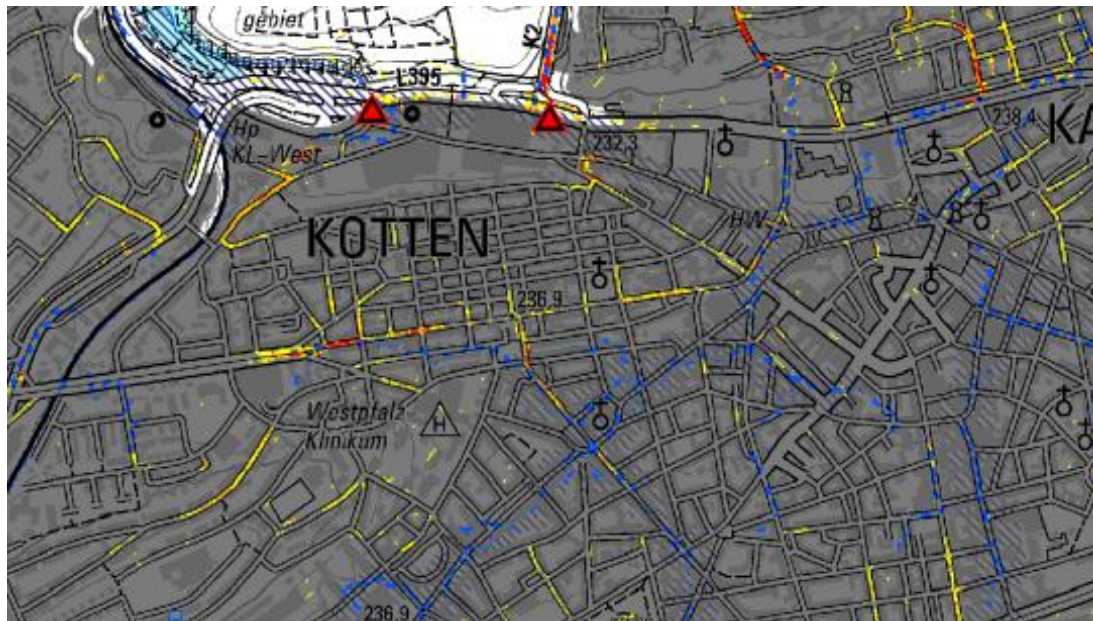 gebiet
K2
L395
Hp
KL-West
232,3
238,4
KA
KOTTEN
HW
236,9
Westpfalz
Klinikum
H
236,9